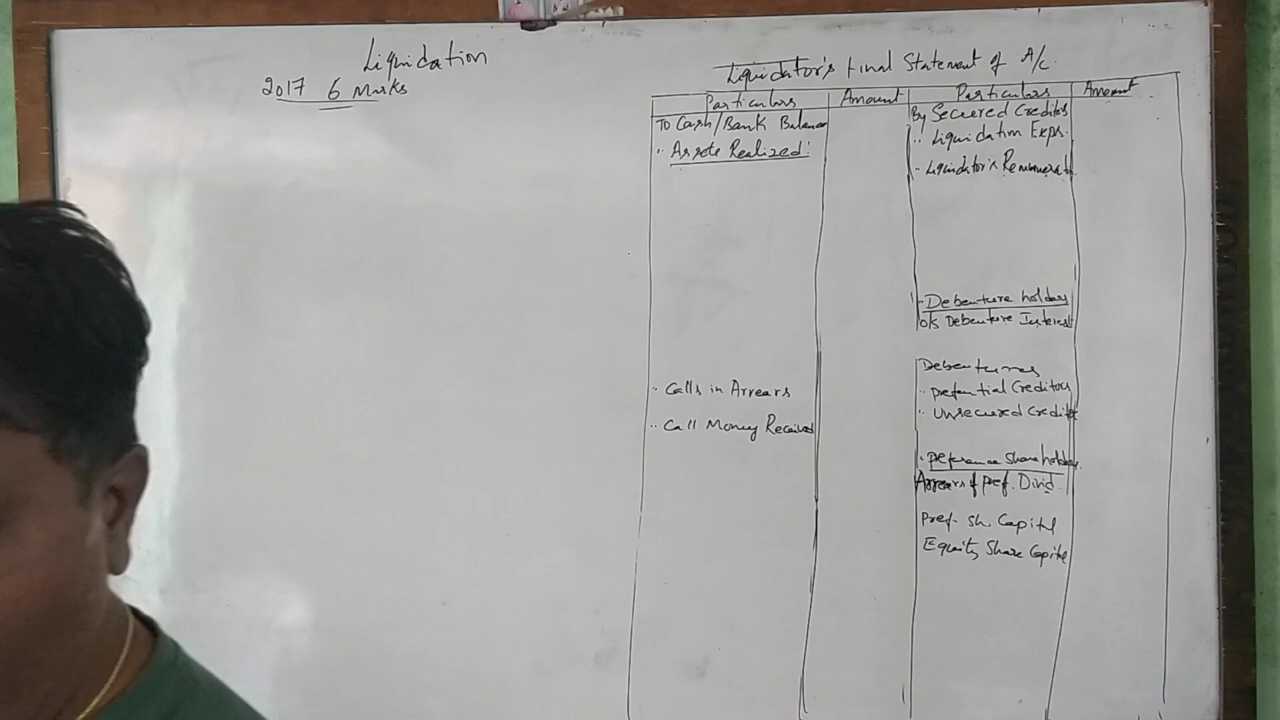 Liquidation
2017 6 Marks
Liquidator's Final Statement of A/c.
Particulars Amount Particulars Amount
To Cash/Bank Balance
" Assets Realized:
" Calls in Arrears
" Call Money Received
By Secured Creditors
" Liquidation Exps.
" Liquidator's Remunerat
" Debenture holders
o/s Debenture Interest
Debentures
" Prefential Creditors
" Unsecured Creditors
" Preference Shareholders
Arrears of Pref. Divid.
Pref. Sh. Capital
Equity Share Capital